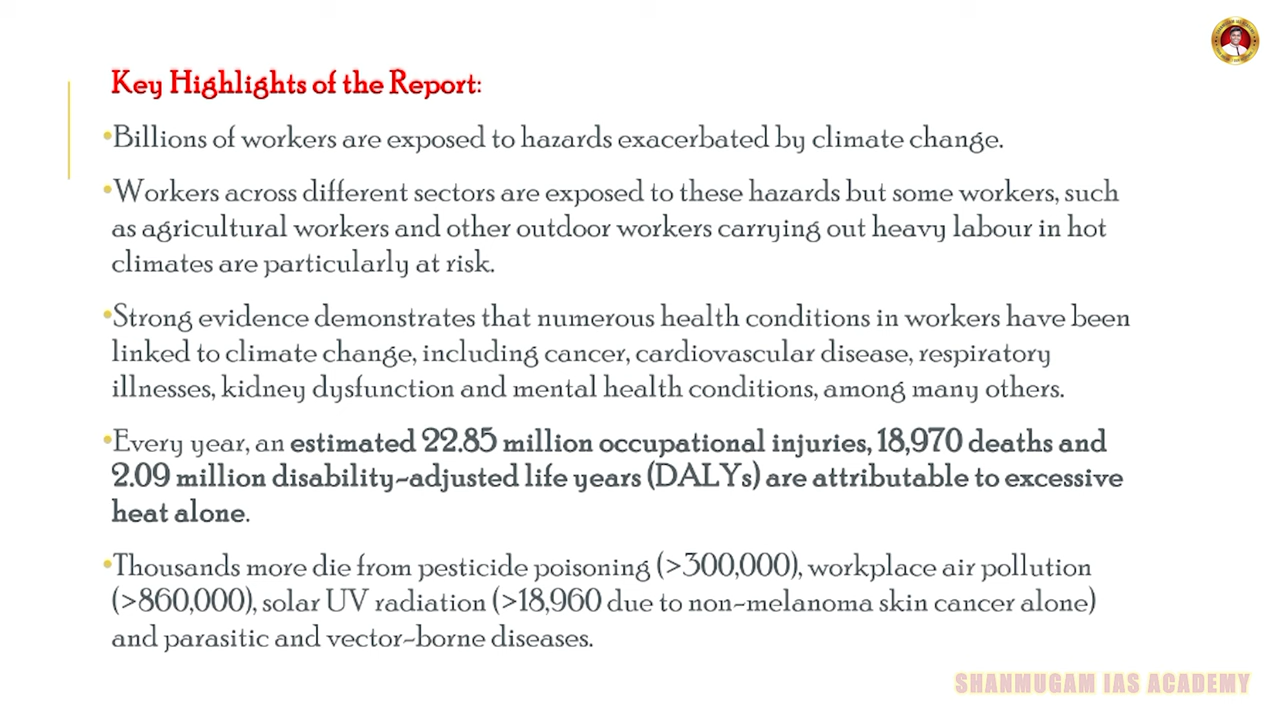 Key Highlights of the Report:
•Billions of workers are exposed to hazards exacerbated by climate change.
•Workers across different sectors are exposed to these hazards but some workers, such
as agricultural workers and other outdoor workers carrying out heavy labour in hot
climates are particularly at risk.
•Strong evidence demonstrates that numerous health conditions in workers have been
linked to climate change, including cancer, cardiovascular disease, respiratory
illnesses, kidney dysfunction and mental health conditions, among many others.
•Every year, an estimated 22.85 million occupational injuries, 18,970 deaths and
2.09 million disability-adjusted life years (DALYs) are attributable to excessive
heat alone.
•Thousands more die from pesticide poisoning (>300,000), workplace air pollution
(>860,000), solar UV radiation (>18,960 due to non-melanoma skin cancer alone)
and parasitic and vector-borne diseases.
SHANMUGAM IAS ACADEMY